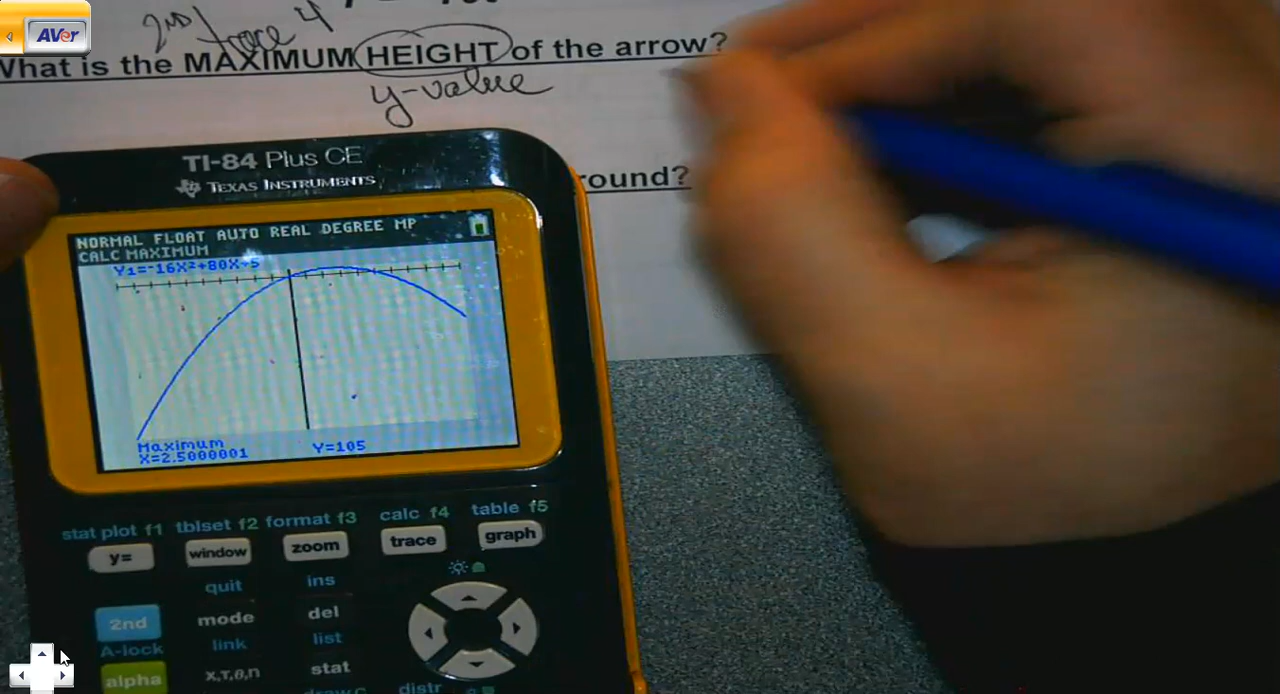 AVer
2ND trace 4
What is the MAXIMUM HEIGHT of the arrow?
y-value
round?
TI-84 Plus CE
TEXAS INSTRUMENTS
NORMAL FLOAT AUTO REAL DEGREE MP
CALC MAXIMUM
Y1=-16X²+80X+5
Maximum
X=2.5000001 Y=105
stat plot f1 tblset f2 format f3 calc f4 table f5
y= window zoom trace graph
quit ins
2nd mode del
A-lock link list
alpha X,T,θ,n stat
distr